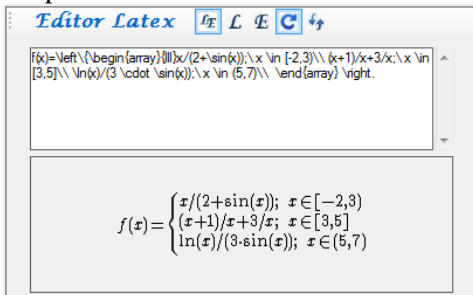 Editor Latex LE L E C
f(x)=\left\{\begin{array}{lll}x/(2+\sin(x));\ x \in [-2,3)\\ (x+1)/x+3/x;\ x \in
[3,5]\\ \ln(x)/(3 \cdot \sin(x));\ x \in (5,7)\\ \end{array} \right.
x/(2+sin(x)); x∈[−2,3)
f(x)={(x+1)/x+3/x; x∈[3,5]
ln(x)/(3·sin(x)); x∈(5,7)